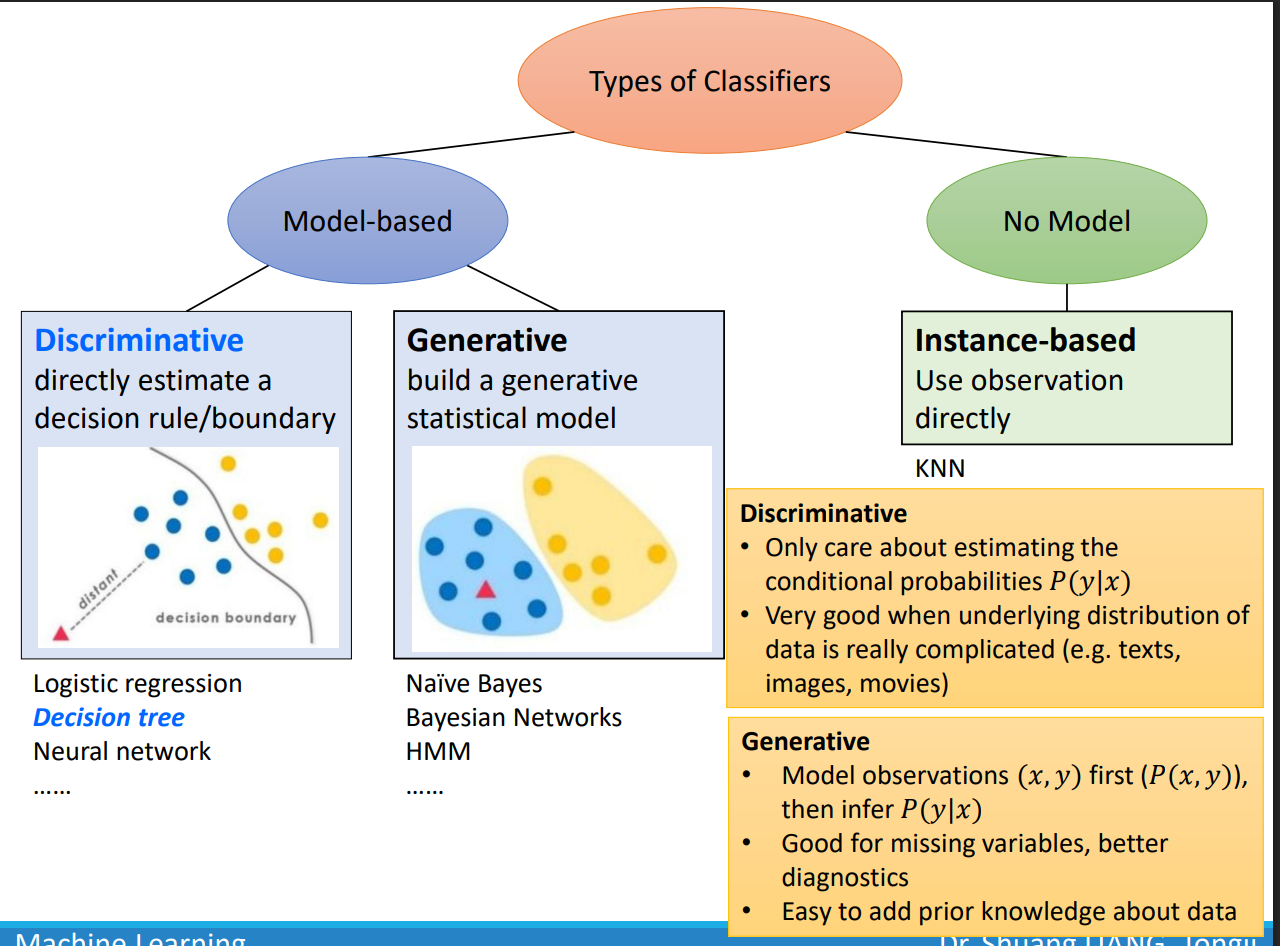 Types of Classifiers
Model-based
No Model
Discriminative
directly estimate a
decision rule/boundary
distant
decision boundary
Logistic regression
Decision tree
Neural network
......
Generative
build a generative
statistical model
Naïve Bayes
Bayesian Networks
HMM
......
Instance-based
Use observation
directly
KNN
Discriminative
• Only care about estimating the
conditional probabilities P(y|x)
• Very good when underlying distribution of
data is really complicated (e.g. texts,
images, movies)
Generative
• Model observations (x, y) first (P(x, y)),
then infer P(y|x)
• Good for missing variables, better
diagnostics
• Easy to add prior knowledge about data
Machine Learning
Dr. Shuang LIANG, Tongji